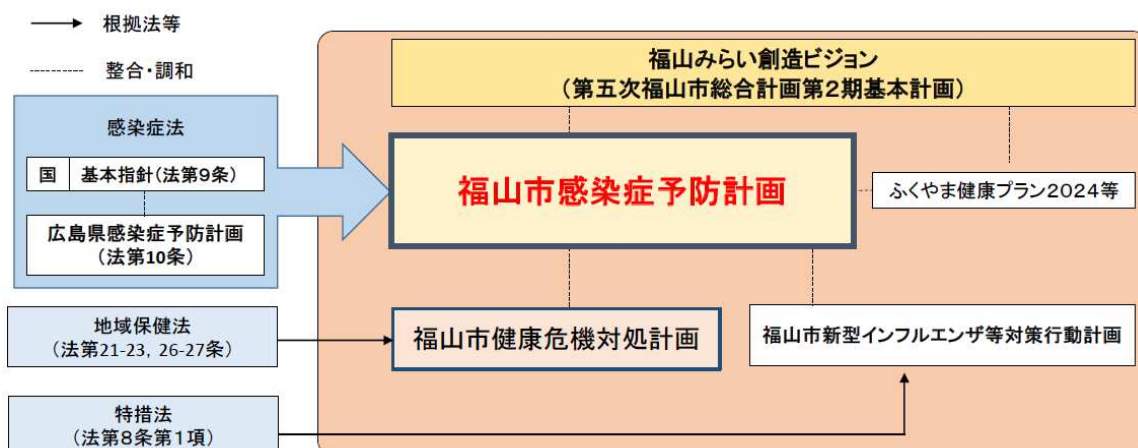 根拠法等
整合・調和
福山みらい創造ビジョン
（第五次福山市総合計画第２期基本計画）
感染症法
国 基本指針(法第９条)
広島県感染症予防計画
(法第10条)
福山市感染症予防計画
ふくやま健康プラン2024等
地域保健法
（法第21-23, 26-27条）
福山市健康危機対処計画
福山市新型インフルエンザ等対策行動計画
特措法
（法第８条第１項）